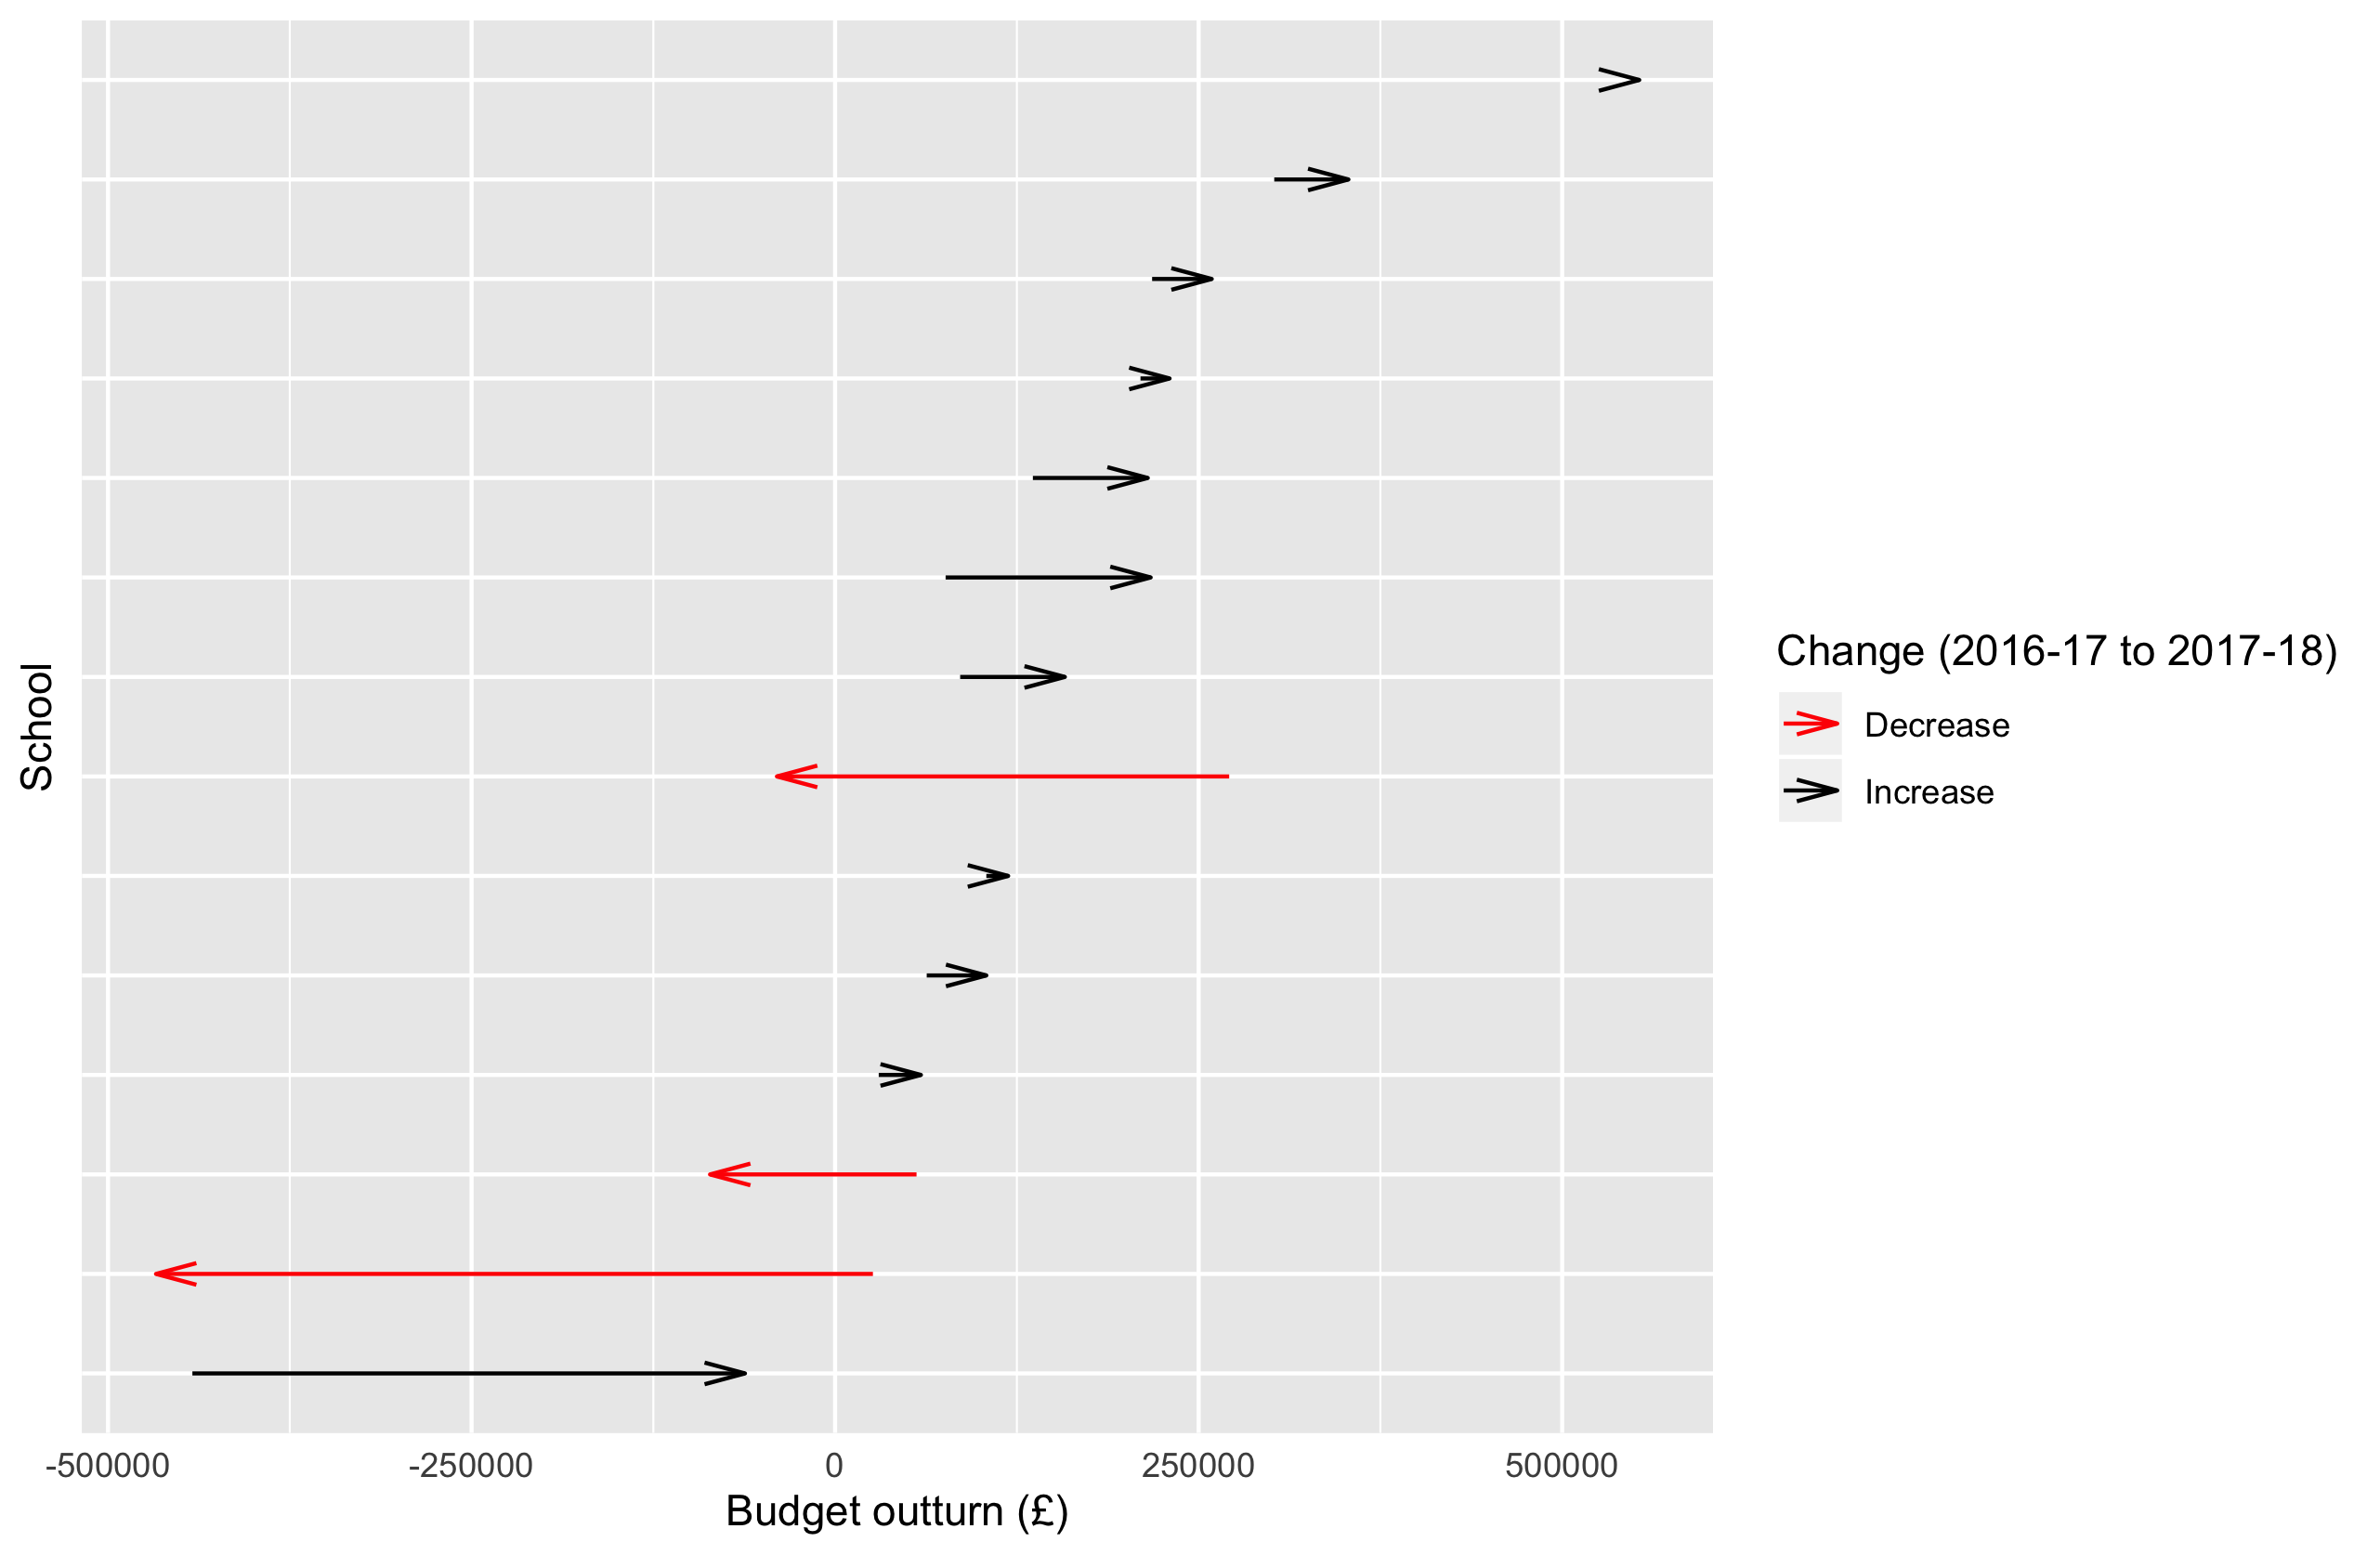 School
-500000
-250000
0
250000
500000
Budget outturn (£)
Change (2016-17 to 2017-18)
Decrease
Increase